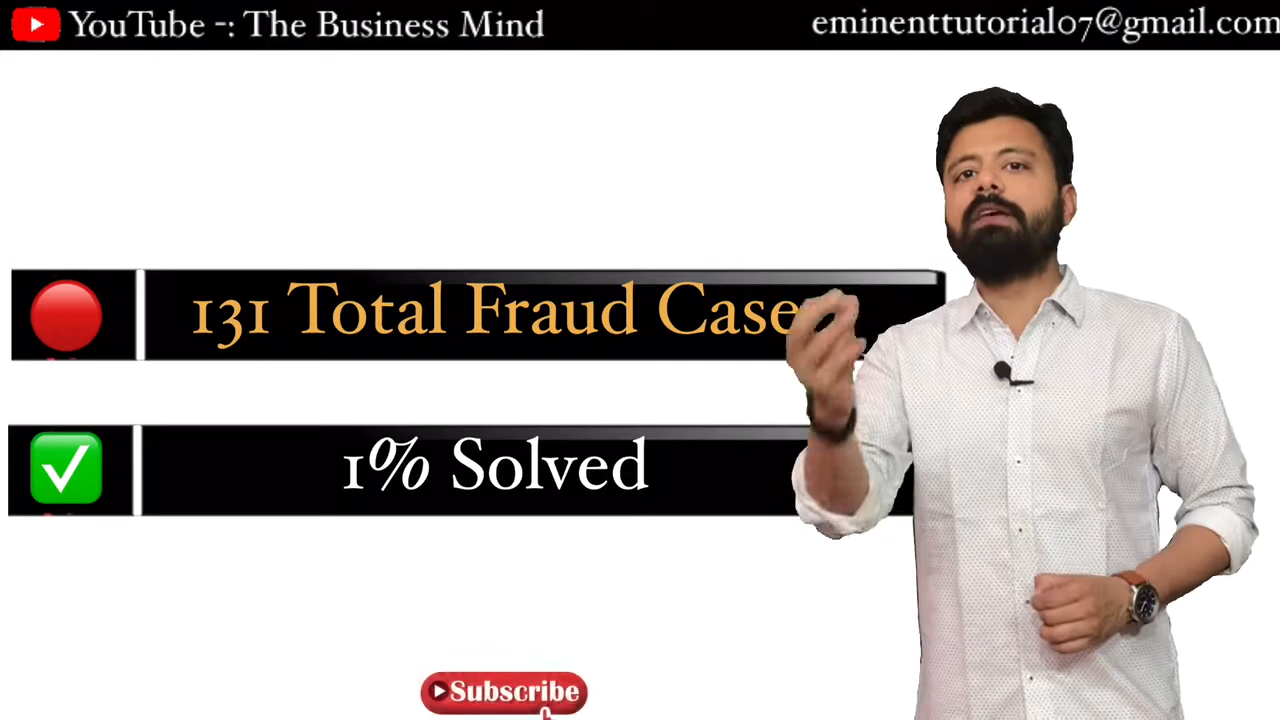 YouTube -: The Business Mind
eminenttutorial07@gmail.com
131 Total Fraud Case
1% Solved
Subscribe